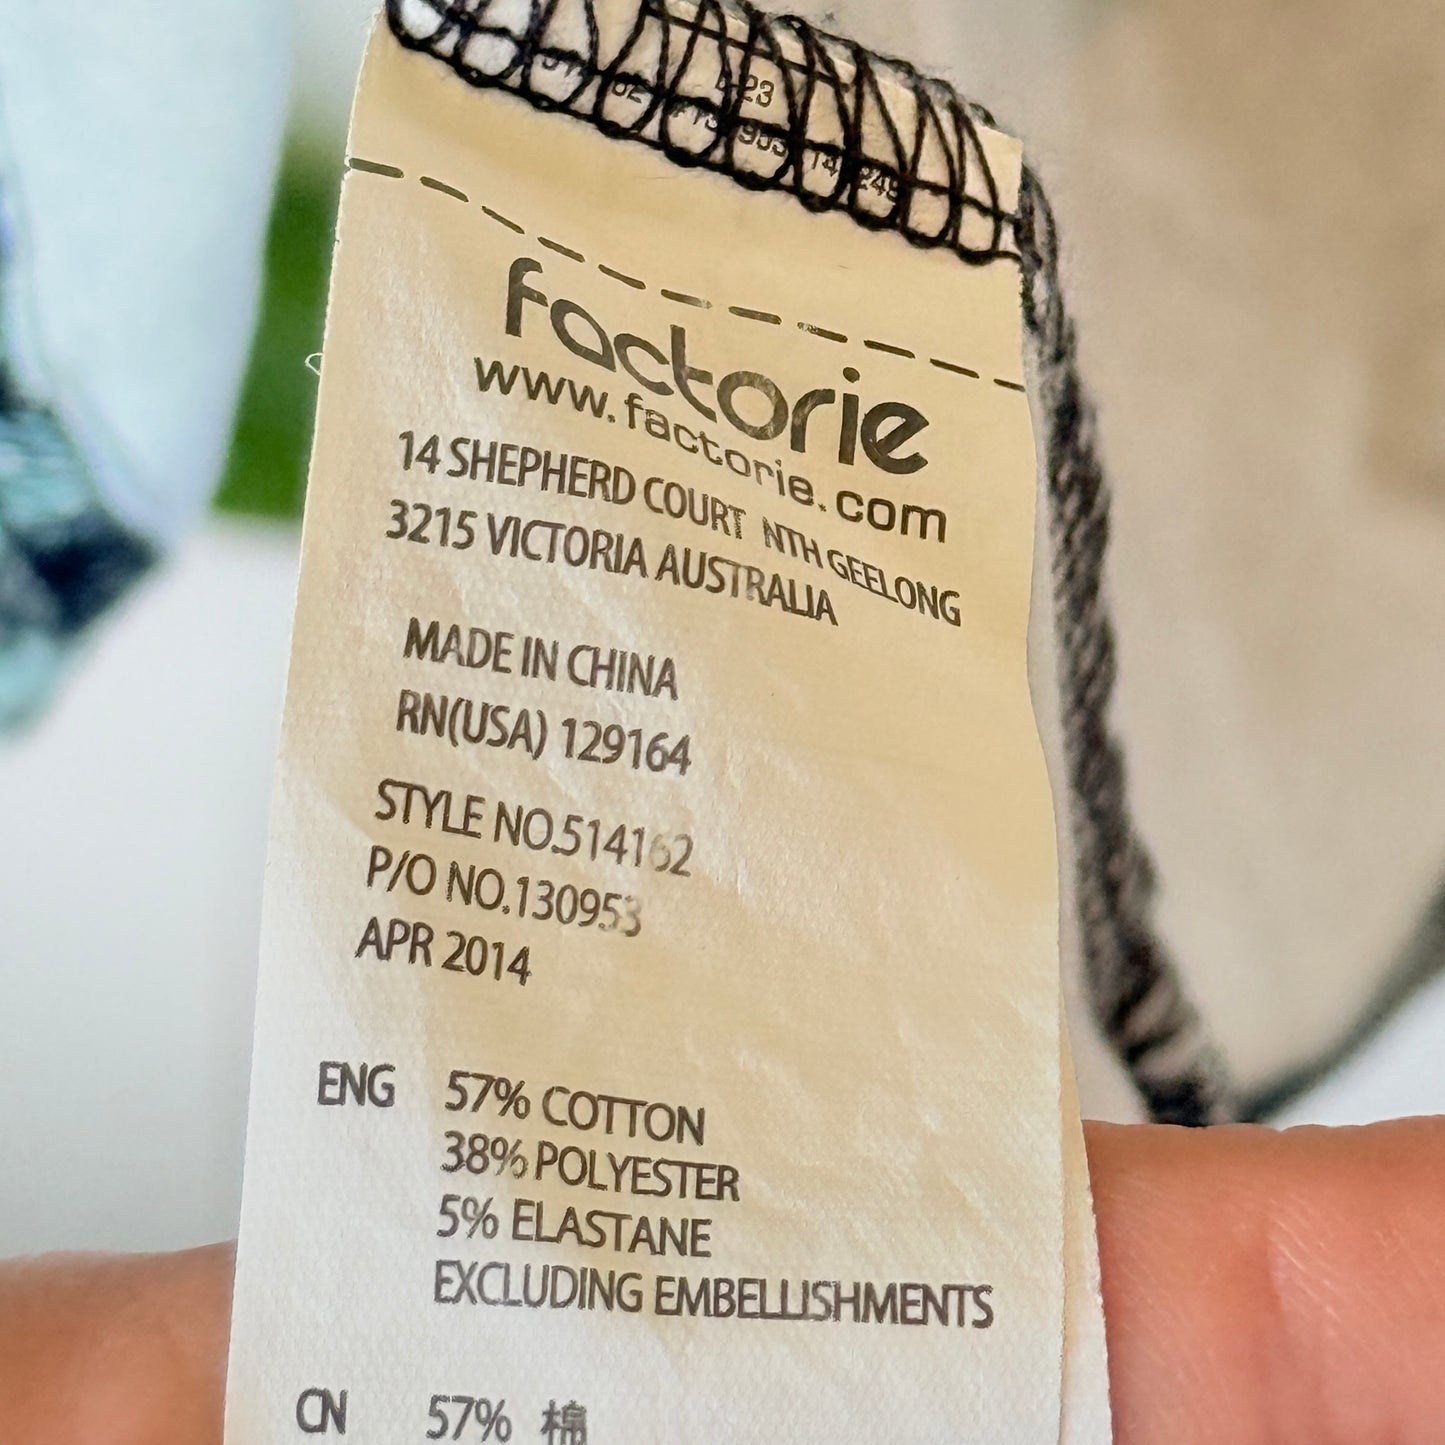 factorie
www.factorie.com
14 SHEPHERD COURT NTH GEELONG
3215 VICTORIA AUSTRALIA
MADE IN CHINA
RN(USA) 129164
STYLE NO.514162
P/O NO.130953
APR 2014
ENG 57% COTTON
38% POLYESTER
5% ELASTANE
EXCLUDING EMBELLISHMENTS
CN 57% 棉